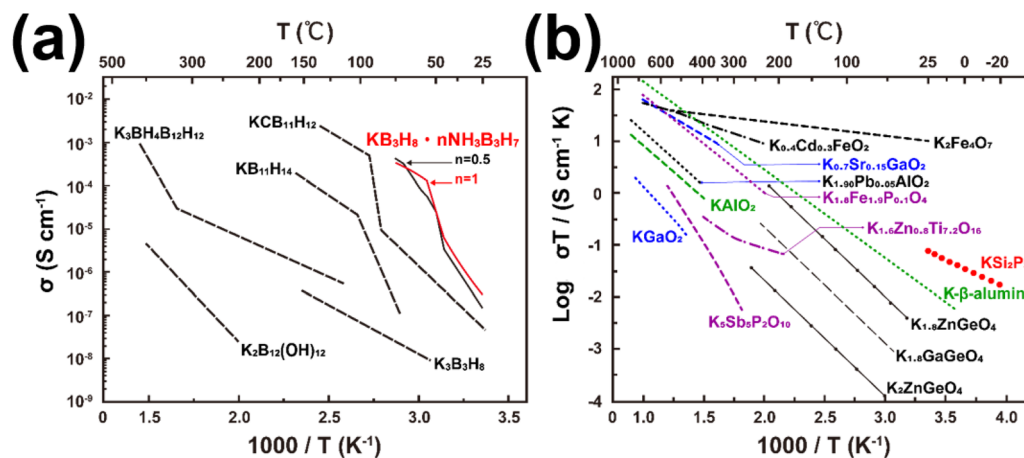 (a)
T (℃)
500
300
200
150
100
50
25
10⁻²
10⁻³
10⁻⁴
10⁻⁵
10⁻⁶
10⁻⁷
10⁻⁸
10⁻⁹
σ (S cm⁻¹)
K₃BH₄B₁₂H₁₂
KCB₁₁H₁₂
KB₃H₈・nNH₃B₃H₇
n=0.5
n=1
KB₁₁H₁₄
K₂B₁₂(OH)₁₂
K₃B₃H₈
0
1.5
2.0
2.5
3.0
3.5
1000 / T (K⁻¹)
(b)
T (℃)
1000
600
400
300
200
100
25
0
-20
2
1
0
-1
-2
-4
Log σT / (S cm⁻¹ K)
K₂Fe₄O₇
K₀.₄Cd₀.₃FeO₂
K₀.₇Sr₀.₁₅GaO₂
K₁.₉₀Pb₀.₀₅AlO₂
KAlO₂
K₁.₈Fe₁.₉P₀.₁O₄
K₁.₆Zn₀.₈Ti₇.₂O₁₆
KGaO₂
KSi₂P
K-β-alumin
K₅Sb₅P₂O₁₀
K₁.₈ZnGeO₄
K₁.₈GaGeO₄
K₂ZnGeO₄
0
1.0
1.5
2.0
2.5
3.0
3.5
4.0
1000 / T (K⁻¹)